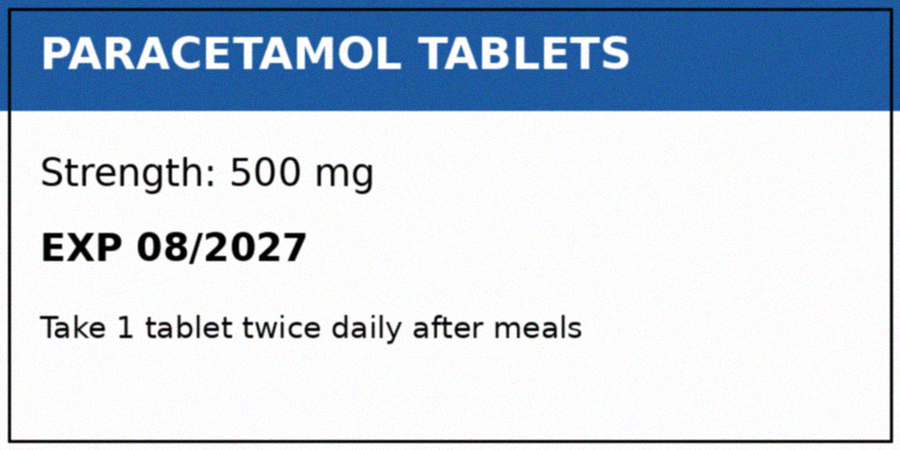 PARACETAMOL TABLETS
Strength: 500 mg
EXP 08/2027
Take 1 tablet twice daily after meals